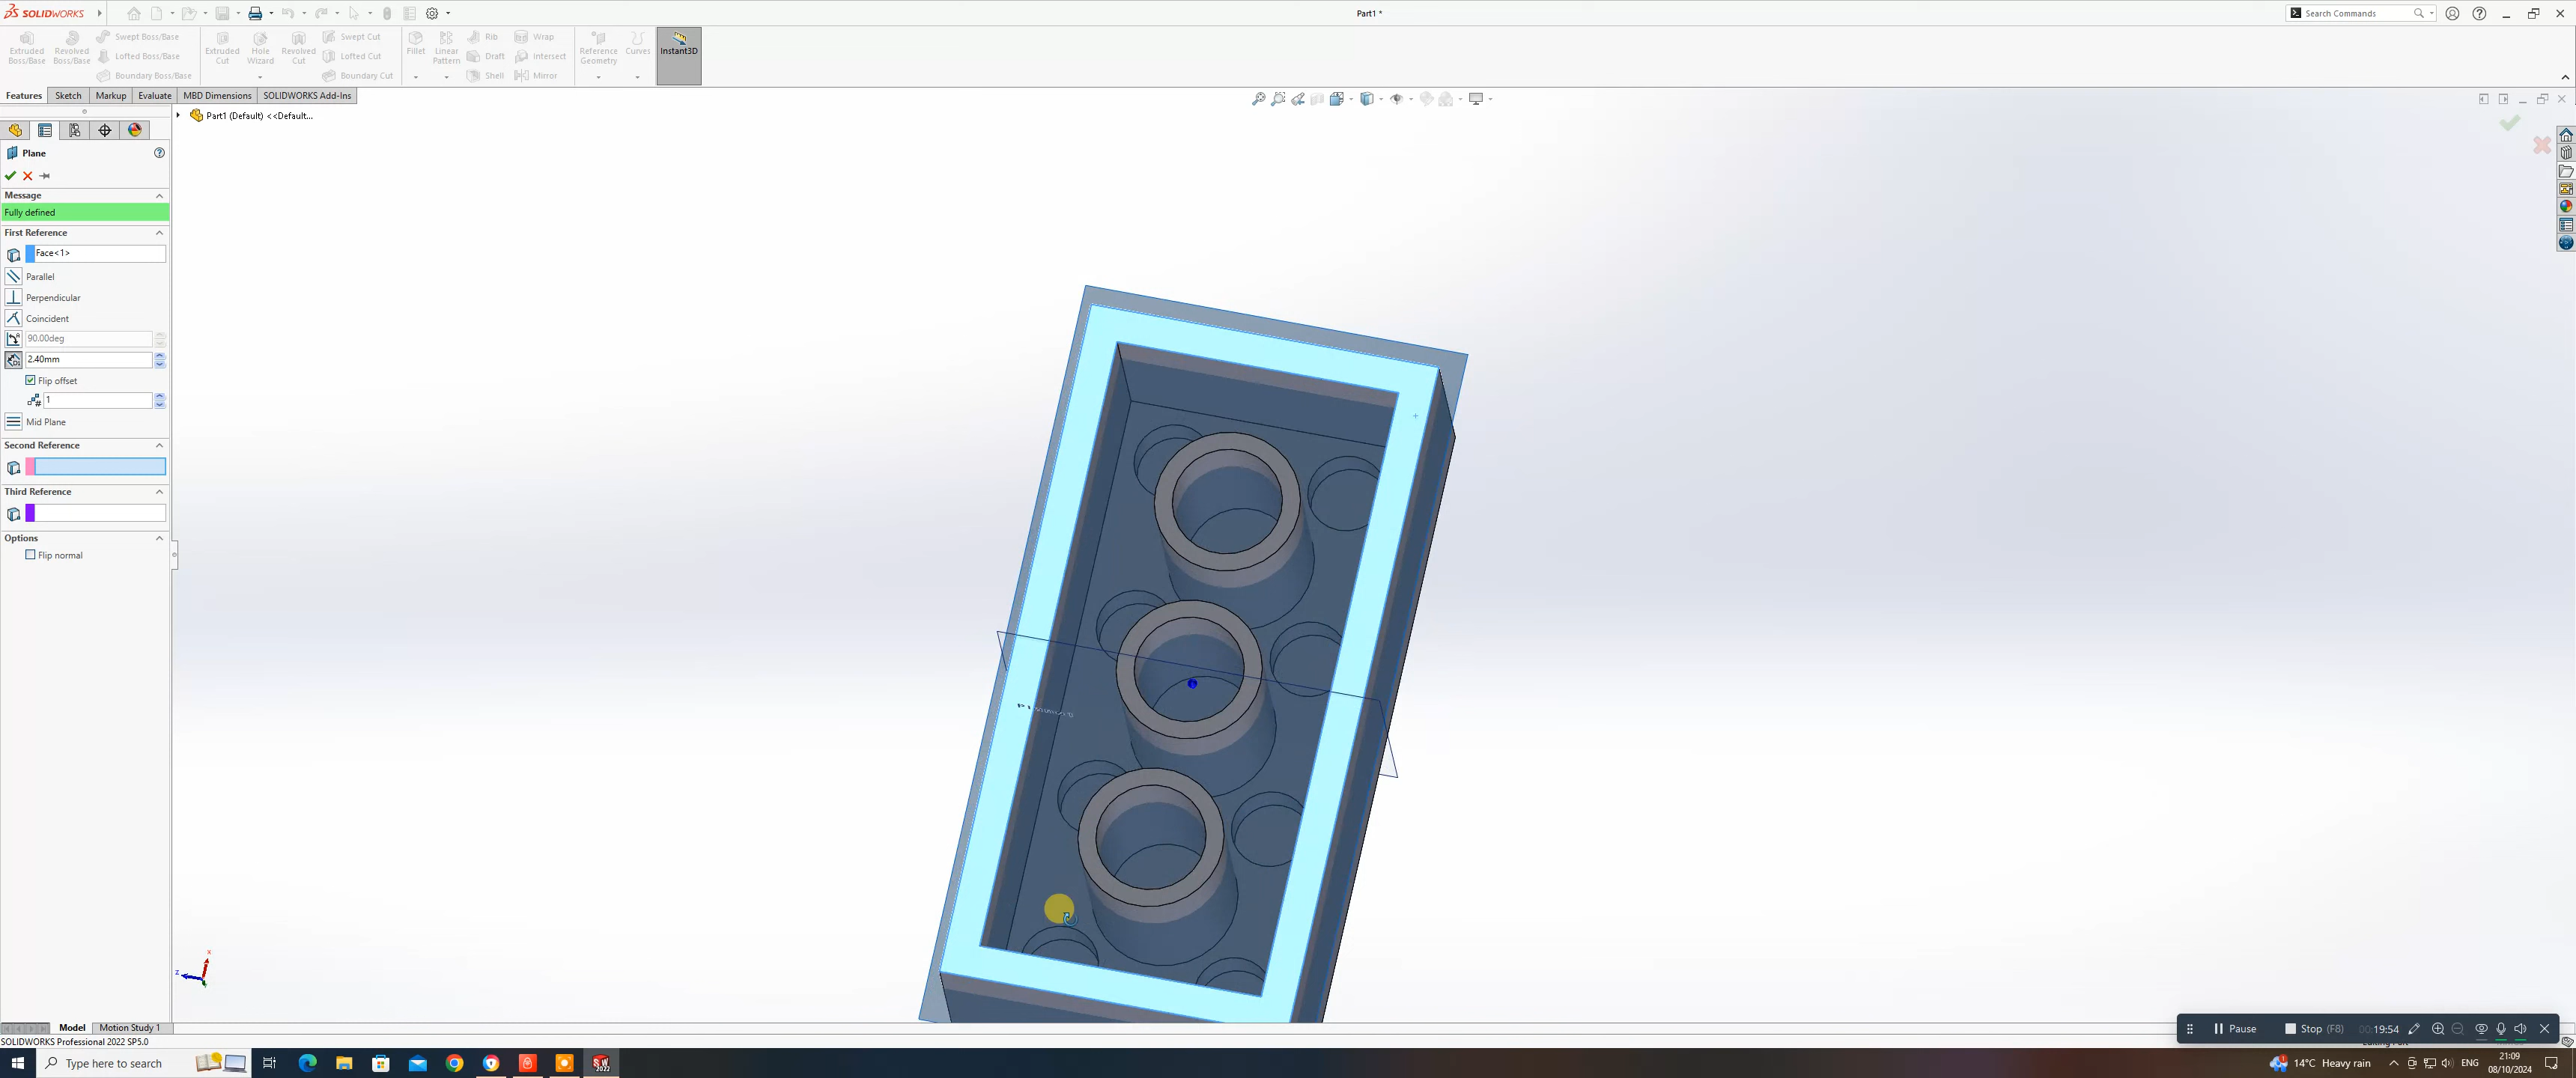 SOLIDWORKS
Part1 *
Search Commands
Extruded Boss/Base
Revolved Boss/Base
Swept Boss/Base
Lofted Boss/Base
Boundary Boss/Base
Extruded Cut
Hole Wizard
Revolved Cut
Swept Cut
Lofted Cut
Boundary Cut
Fillet
Linear Pattern
Rib
Draft
Shell
Wrap
Intersect
Mirror
Reference Geometry
Curves
Instant3D
Features
Sketch
Markup
Evaluate
MBD Dimensions
SOLIDWORKS Add-Ins
Part1 (Default) <<Default...
Plane
Message
Fully defined
First Reference
Face<1>
Parallel
Perpendicular
Coincident
90.00deg
2.40mm
Flip offset
1
Mid Plane
Second Reference
Third Reference
Options
Flip normal
x
z
Model
Motion Study 1
SOLIDWORKS Professional 2022 SP5.0
Pause
Stop (F8)
00:19:54
Type here to search
14°C Heavy rain
ENG
21:09
08/10/2024